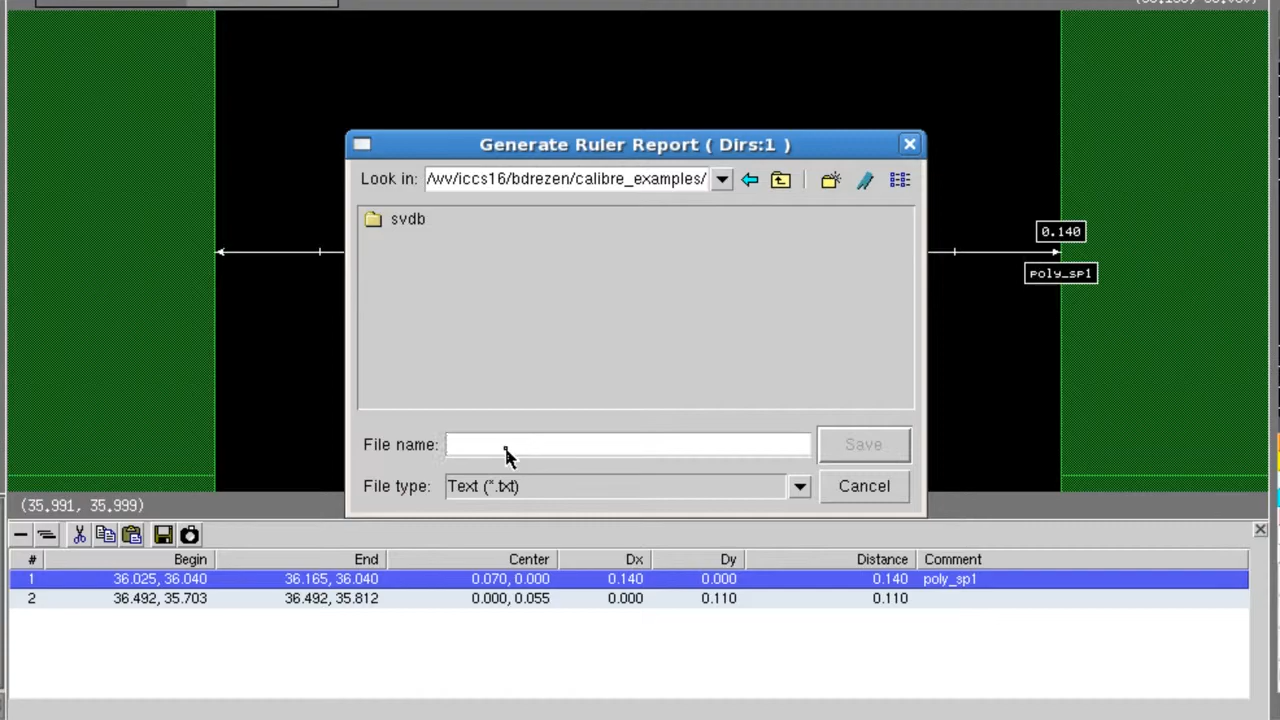 Generate Ruler Report ( Dirs:1 )
Look in: /wv/iccs16/bdrezen/calibre_examples/
svdb
0.140
poly_sp1
File name: Save
File type: Text (*.txt) Cancel
(35.991, 35.999)
# Begin End Center Dx Dy Distance Comment
1 36.025, 36.040 36.165, 36.040 0.070, 0.000 0.140 0.000 0.140 poly_sp1
2 36.492, 35.703 36.492, 35.812 0.000, 0.055 0.000 0.110 0.110